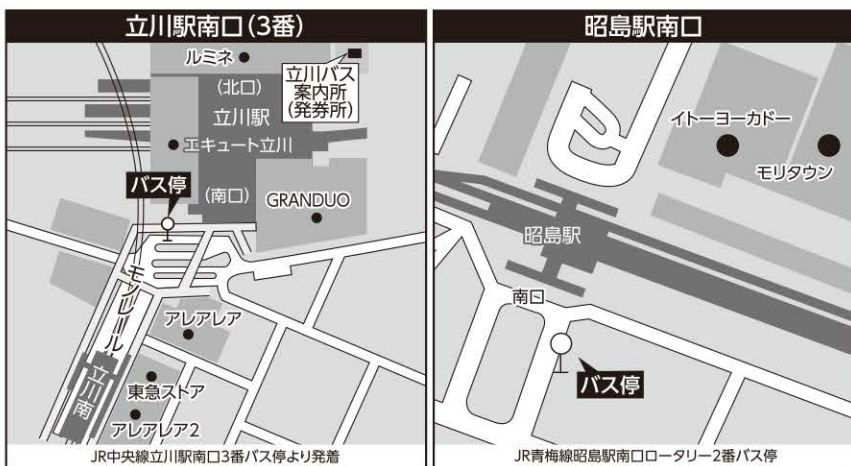 立川駅南口(3番)
ルミネ
(北口)
立川バス
案内所
(発券所)
立川駅
エキュート立川
バス停
(南口)
GRANDUO
モノレール
立川南
アレアレア
東急ストア
アレアレア2
JR中央線立川駅南口3番バス停より発着
昭島駅南口
イトーヨーカドー
モリタウン
昭島駅
南口
バス停
JR青梅線昭島駅南口ロータリー2番バス停